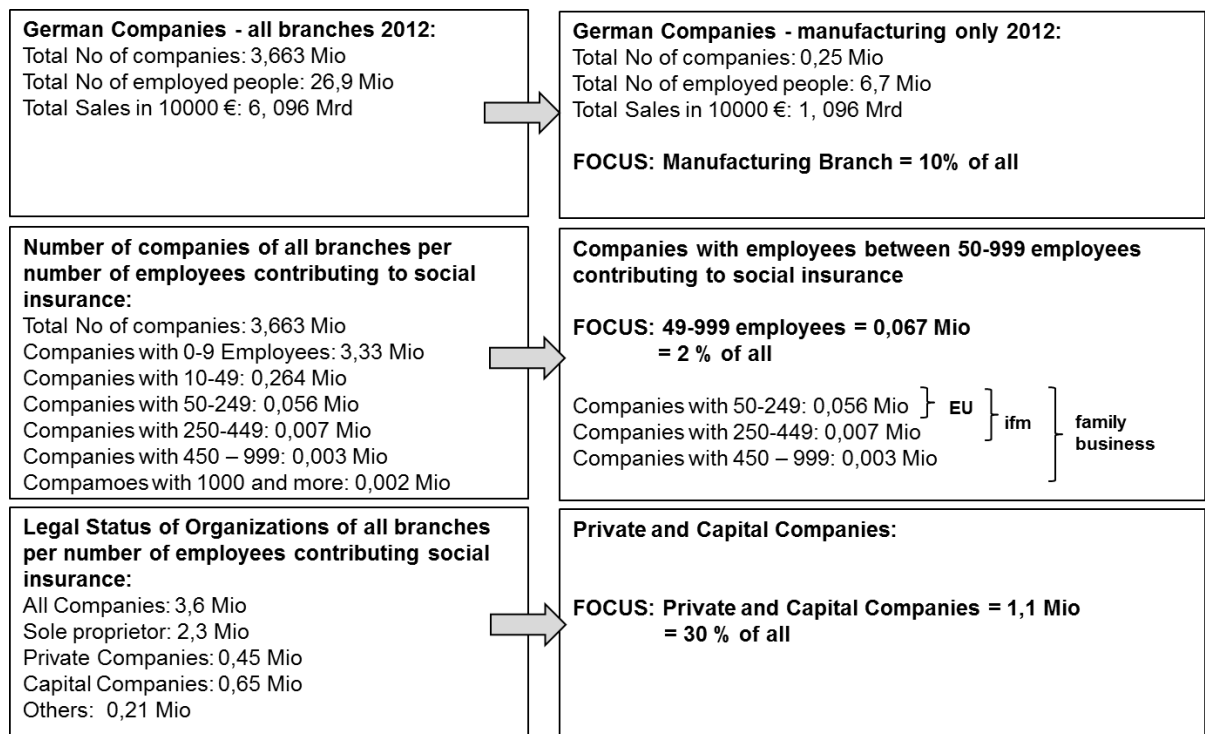 German Companies - all branches 2012:
Total No of companies: 3,663 Mio
Total No of employed people: 26,9 Mio
Total Sales in 10000 €: 6, 096 Mrd
German Companies - manufacturing only 2012:
Total No of companies: 0,25 Mio
Total No of employed people: 6,7 Mio
Total Sales in 10000 €: 1, 096 Mrd
FOCUS: Manufacturing Branch = 10% of all
Number of companies of all branches per
number of employees contributing to social
insurance:
Total No of companies: 3,663 Mio
Companies with 0-9 Employees: 3,33 Mio
Companies with 10-49: 0,264 Mio
Companies with 50-249: 0,056 Mio
Companies with 250-449: 0,007 Mio
Companies with 450 – 999: 0,003 Mio
Compamoes with 1000 and more: 0,002 Mio
Companies with employees between 50-999 employees
contributing to social insurance
FOCUS: 49-999 employees = 0,067 Mio
= 2 % of all
Companies with 50-249: 0,056 Mio } EU
Companies with 250-449: 0,007 Mio } ifm
Companies with 450 – 999: 0,003 Mio } family
business
Legal Status of Organizations of all branches
per number of employees contributing social
insurance:
All Companies: 3,6 Mio
Sole proprietor: 2,3 Mio
Private Companies: 0,45 Mio
Capital Companies: 0,65 Mio
Others: 0,21 Mio
Private and Capital Companies:
FOCUS: Private and Capital Companies = 1,1 Mio
= 30 % of all